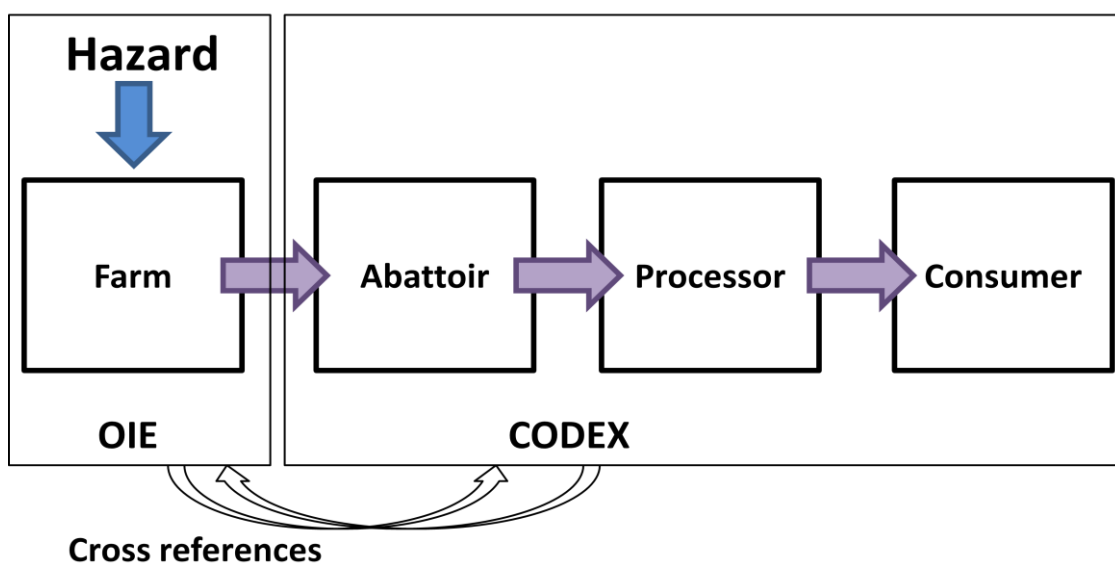 Hazard
Farm
Abattoir
Processor
Consumer
OIE
CODEX
Cross references